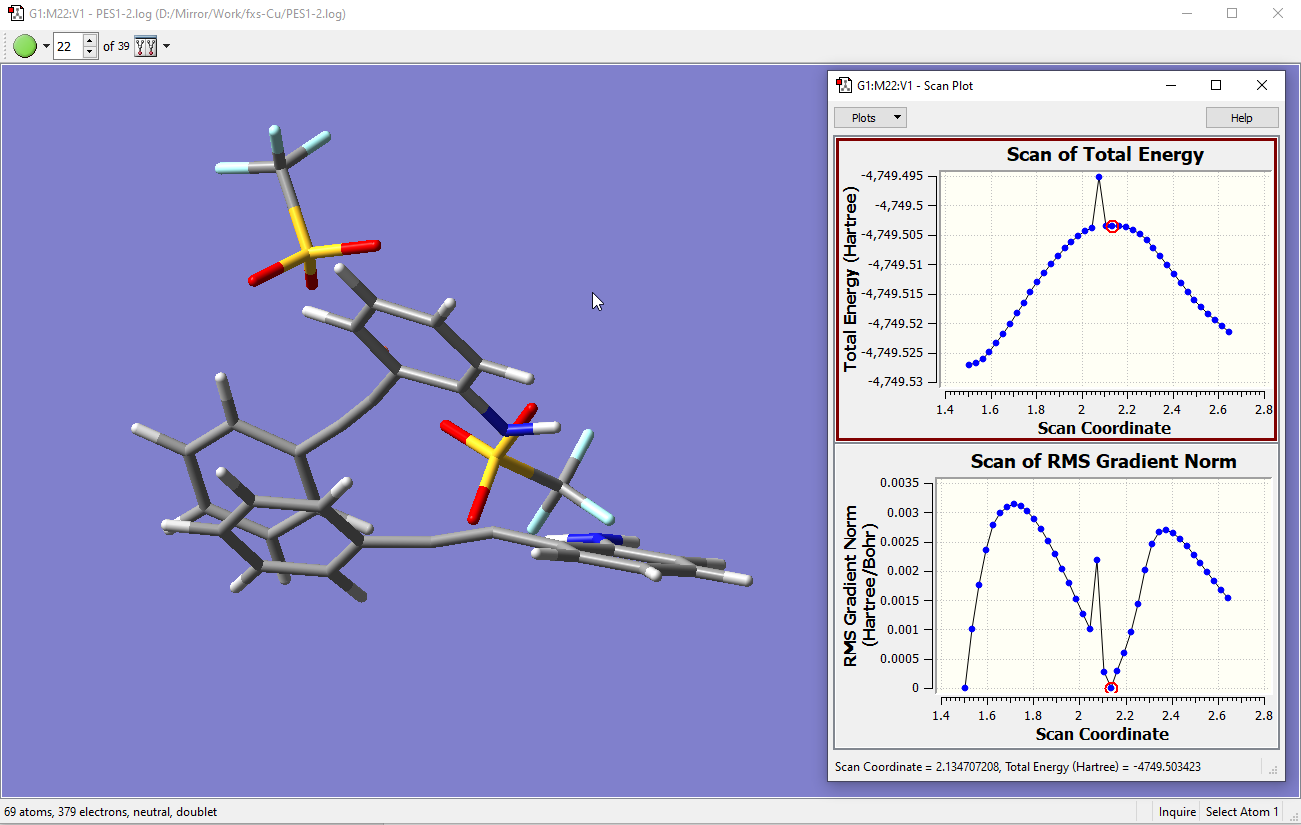 G1:M22:V1 - PES1-2.log (D:/Mirror/Work/fxs-Cu/PES1-2.log)
22 of 39
G1:M22:V1 - Scan Plot
Plots Help
Scan of Total Energy
Total Energy (Hartree)
-4,749.495
-4,749.5
-4,749.505
-4,749.51
-4,749.515
-4,749.52
-4,749.525
-4,749.53
1.4 1.6 1.8 2 2.2 2.4 2.6 2.8
Scan Coordinate
Scan of RMS Gradient Norm
RMS Gradient Norm
(Hartree/Bohr)
0.0035
0.003
0.0025
0.002
0.0015
0.001
0.0005
0
1.4 1.6 1.8 2 2.2 2.4 2.6 2.8
Scan Coordinate
Scan Coordinate = 2.134707208, Total Energy (Hartree) = -4749.503423
69 atoms, 379 electrons, neutral, doublet
Inquire Select Atom 1